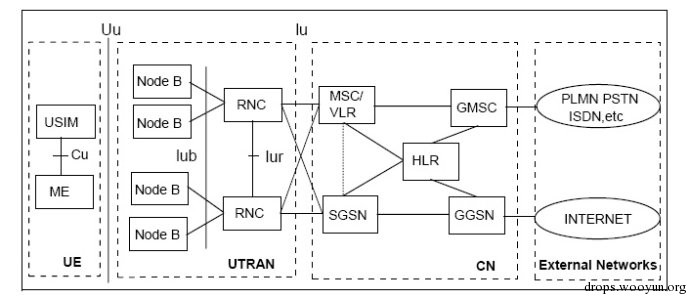 Uu
Iu
Node B
Node B
RNC
MSC/
VLR
GMSC
PLMN PSTN
ISDN,etc
USIM
Cu
ME
Iub
Iur
HLR
Node B
Node B
RNC
SGSN
GGSN
INTERNET
UE
UTRAN
CN
External Networks
drops.wooyun.org